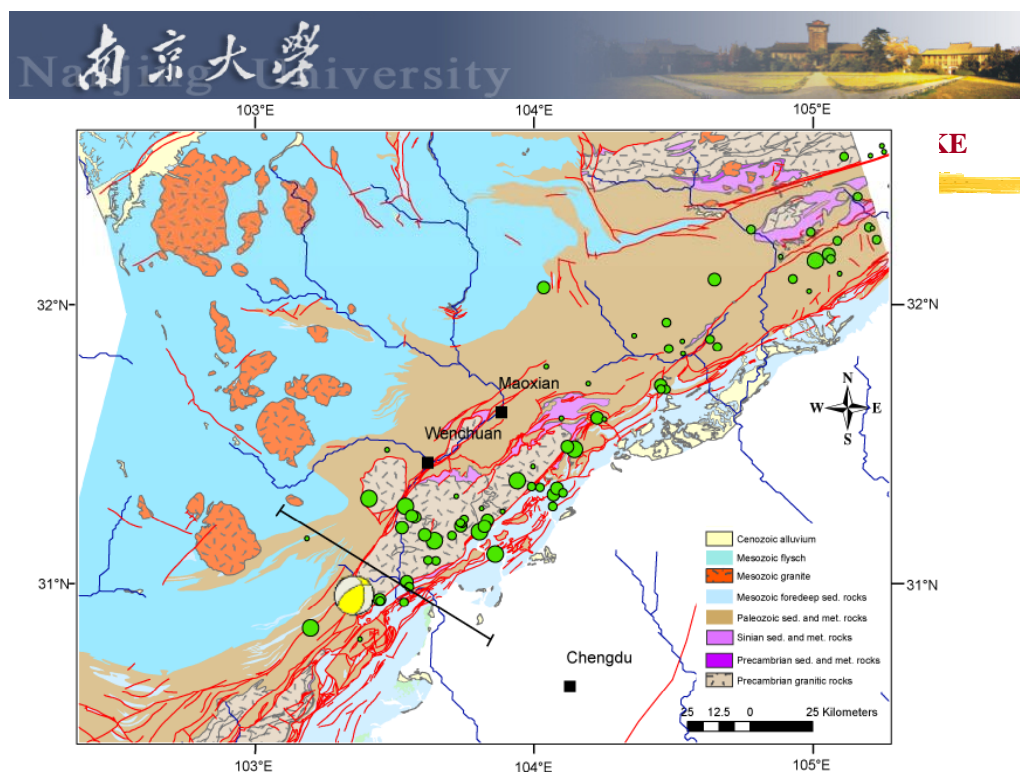 南京大學
Nanjing University
103°E 104°E 105°E
KE
32°N 32°N
Maoxian
N
W E
S
Wenchuan
Cenozoic alluvium
Mesozoic flysch
Mesozoic granite
31°N 31°N
Mesozoic foredeep sed. rocks
Paleozoic sed. and met. rocks
Sinian sed. and met. rocks
Precambrian sed. and met. rocks
Chengdu
Precambrian granitic rocks
25 12.5 0 25 Kilometers
103°E 104°E 105°E